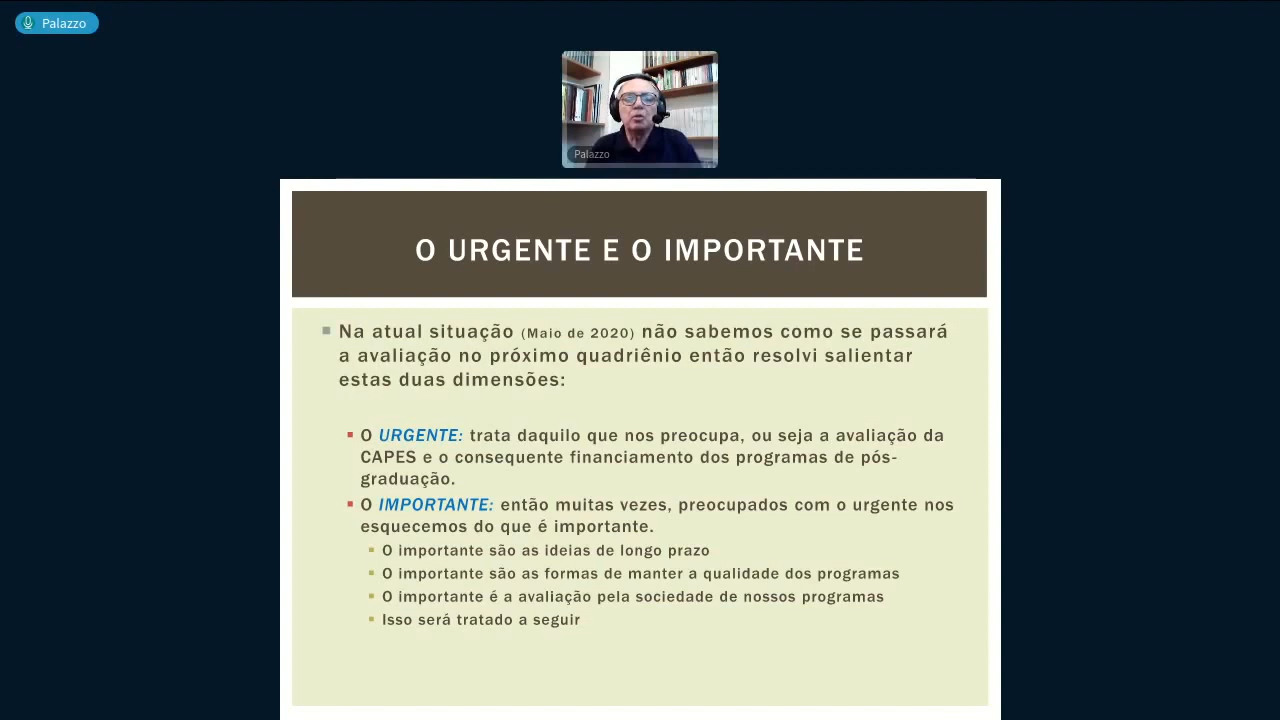 Palazzo
Palazzo
O URGENTE E O IMPORTANTE
Na atual situação (Maio de 2020) não sabemos como se passará
a avaliação no próximo quadriênio então resolvi salientar
estas duas dimensões:
O URGENTE: trata daquilo que nos preocupa, ou seja a avaliação da
CAPES e o consequente financiamento dos programas de pós-
graduação.
O IMPORTANTE: então muitas vezes, preocupados com o urgente nos
esquecemos do que é importante.
O importante são as ideias de longo prazo
O importante são as formas de manter a qualidade dos programas
O importante é a avaliação pela sociedade de nossos programas
Isso será tratado a seguir